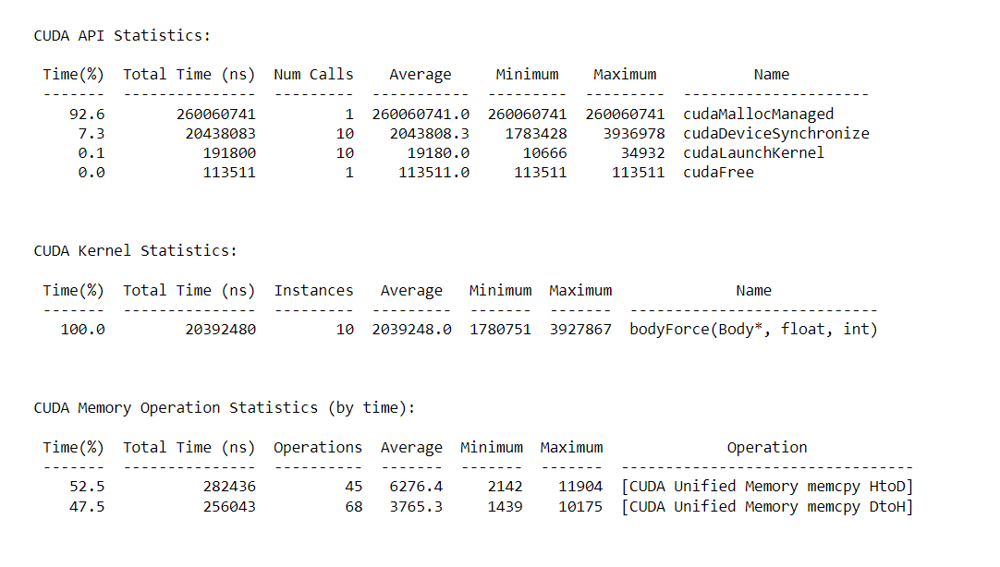 CUDA API Statistics:
Time(%) Total Time (ns) Num Calls Average Minimum Maximum Name
------- --------------- --------- ----------- --------- --------- ---------------------
92.6 260060741 1 260060741.0 260060741 260060741 cudaMallocManaged
7.3 20438083 10 2043808.3 1783428 3936978 cudaDeviceSynchronize
0.1 191800 10 19180.0 10666 34932 cudaLaunchKernel
0.0 113511 1 113511.0 113511 113511 cudaFree
CUDA Kernel Statistics:
Time(%) Total Time (ns) Instances Average Minimum Maximum Name
------- --------------- --------- --------- ------- ------- ----------------------------
100.0 20392480 10 2039248.0 1780751 3927867 bodyForce(Body*, float, int)
CUDA Memory Operation Statistics (by time):
Time(%) Total Time (ns) Operations Average Minimum Maximum Operation
------- --------------- ---------- ------- ------- ------- ---------------------------------
52.5 282436 45 6276.4 2142 11904 [CUDA Unified Memory memcpy HtoD]
47.5 256043 68 3765.3 1439 10175 [CUDA Unified Memory memcpy DtoH]